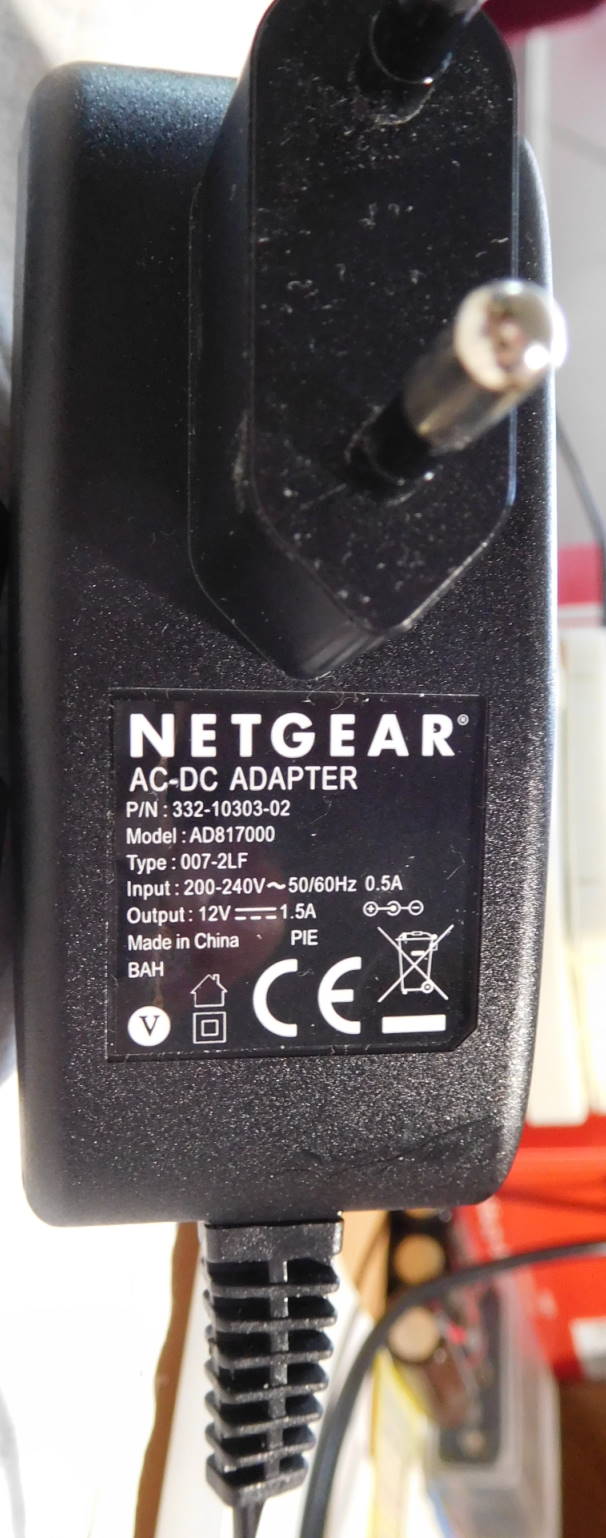 NETGEAR®
AC-DC ADAPTER
P/N : 332-10303-02
Model : AD817000
Type : 007-2LF
Input : 200-240V~50/60Hz 0.5A
Output : 12V⎓1.5A
Made in China PIE
BAH
V CE